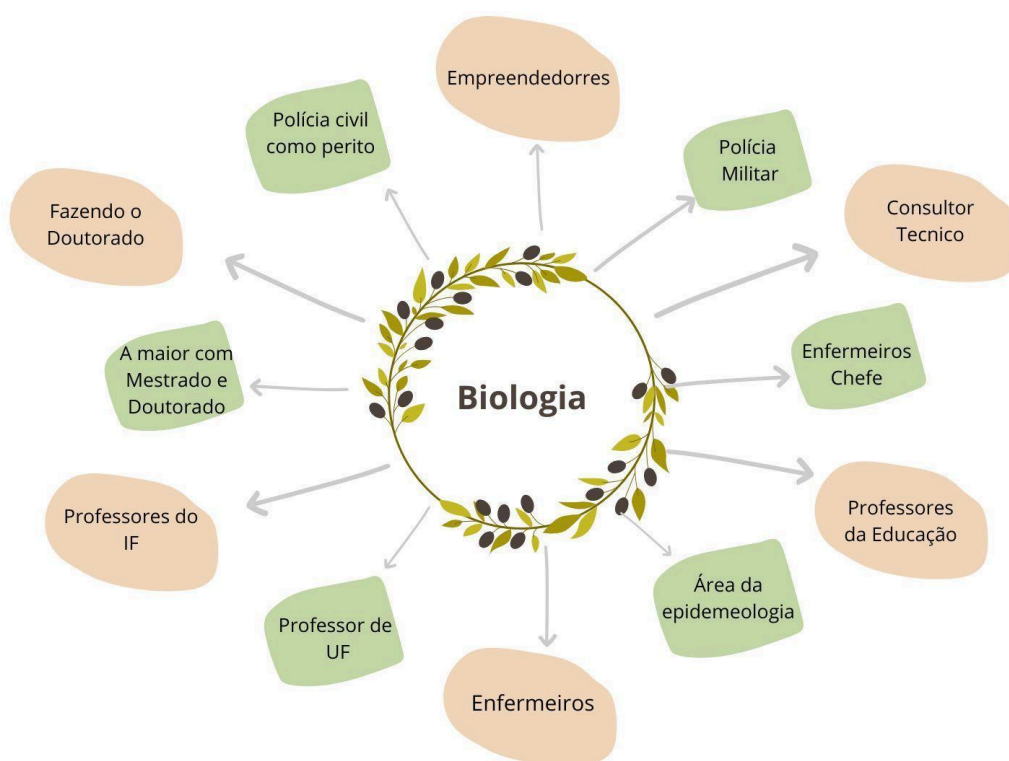 Empreendedorres
Polícia civil
como perito
Polícia
Militar
Fazendo o
Doutorado
Consultor
Tecnico
A maior com
Mestrado e
Doutorado
Enfermeiros
Chefe
Biologia
Professores do
IF
Professores
da Educação
Professor de
UF
Área da
epidemeologia
Enfermeiros